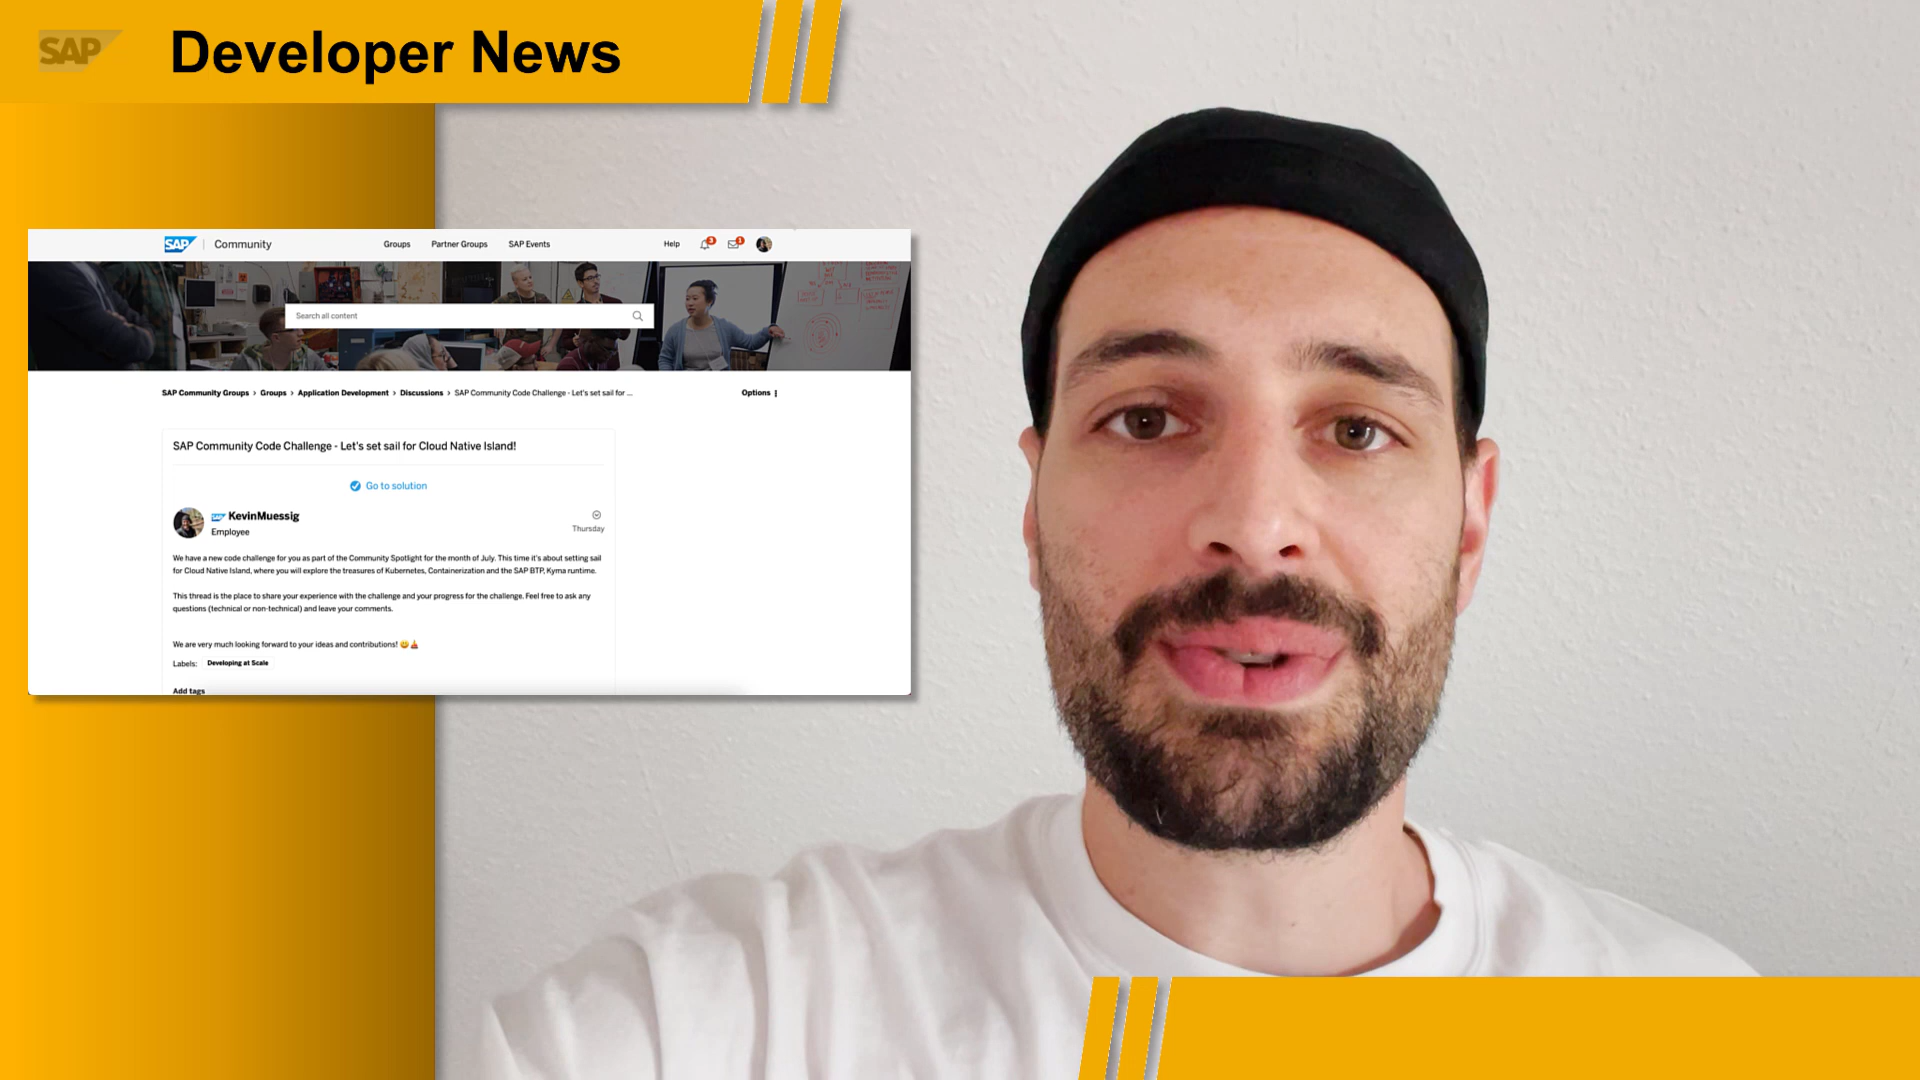 SAP Developer News
SAP Community
Groups Partner Groups SAP Events
Help 3 1
Search all content
SAP Community Groups > Groups > Application Development > Discussions > SAP Community Code Challenge - Let's set sail for ...
Options
SAP Community Code Challenge - Let's set sail for Cloud Native Island!
Go to solution
SAP KevinMuessig
Employee
Thursday
We have a new code challenge for you as part of the Community Spotlight for the month of July. This time it's about setting sail
for Cloud Native Island, where you will explore the treasures of Kubernetes, Containerization and the SAP BTP, Kyma runtime.
This thread is the place to share your experience with the challenge and your progress for the challenge. Feel free to ask any
questions (technical or non-technical) and leave your comments.
We are very much looking forward to your ideas and contributions! 😀⛵
Labels: Developing at Scale
Add tags